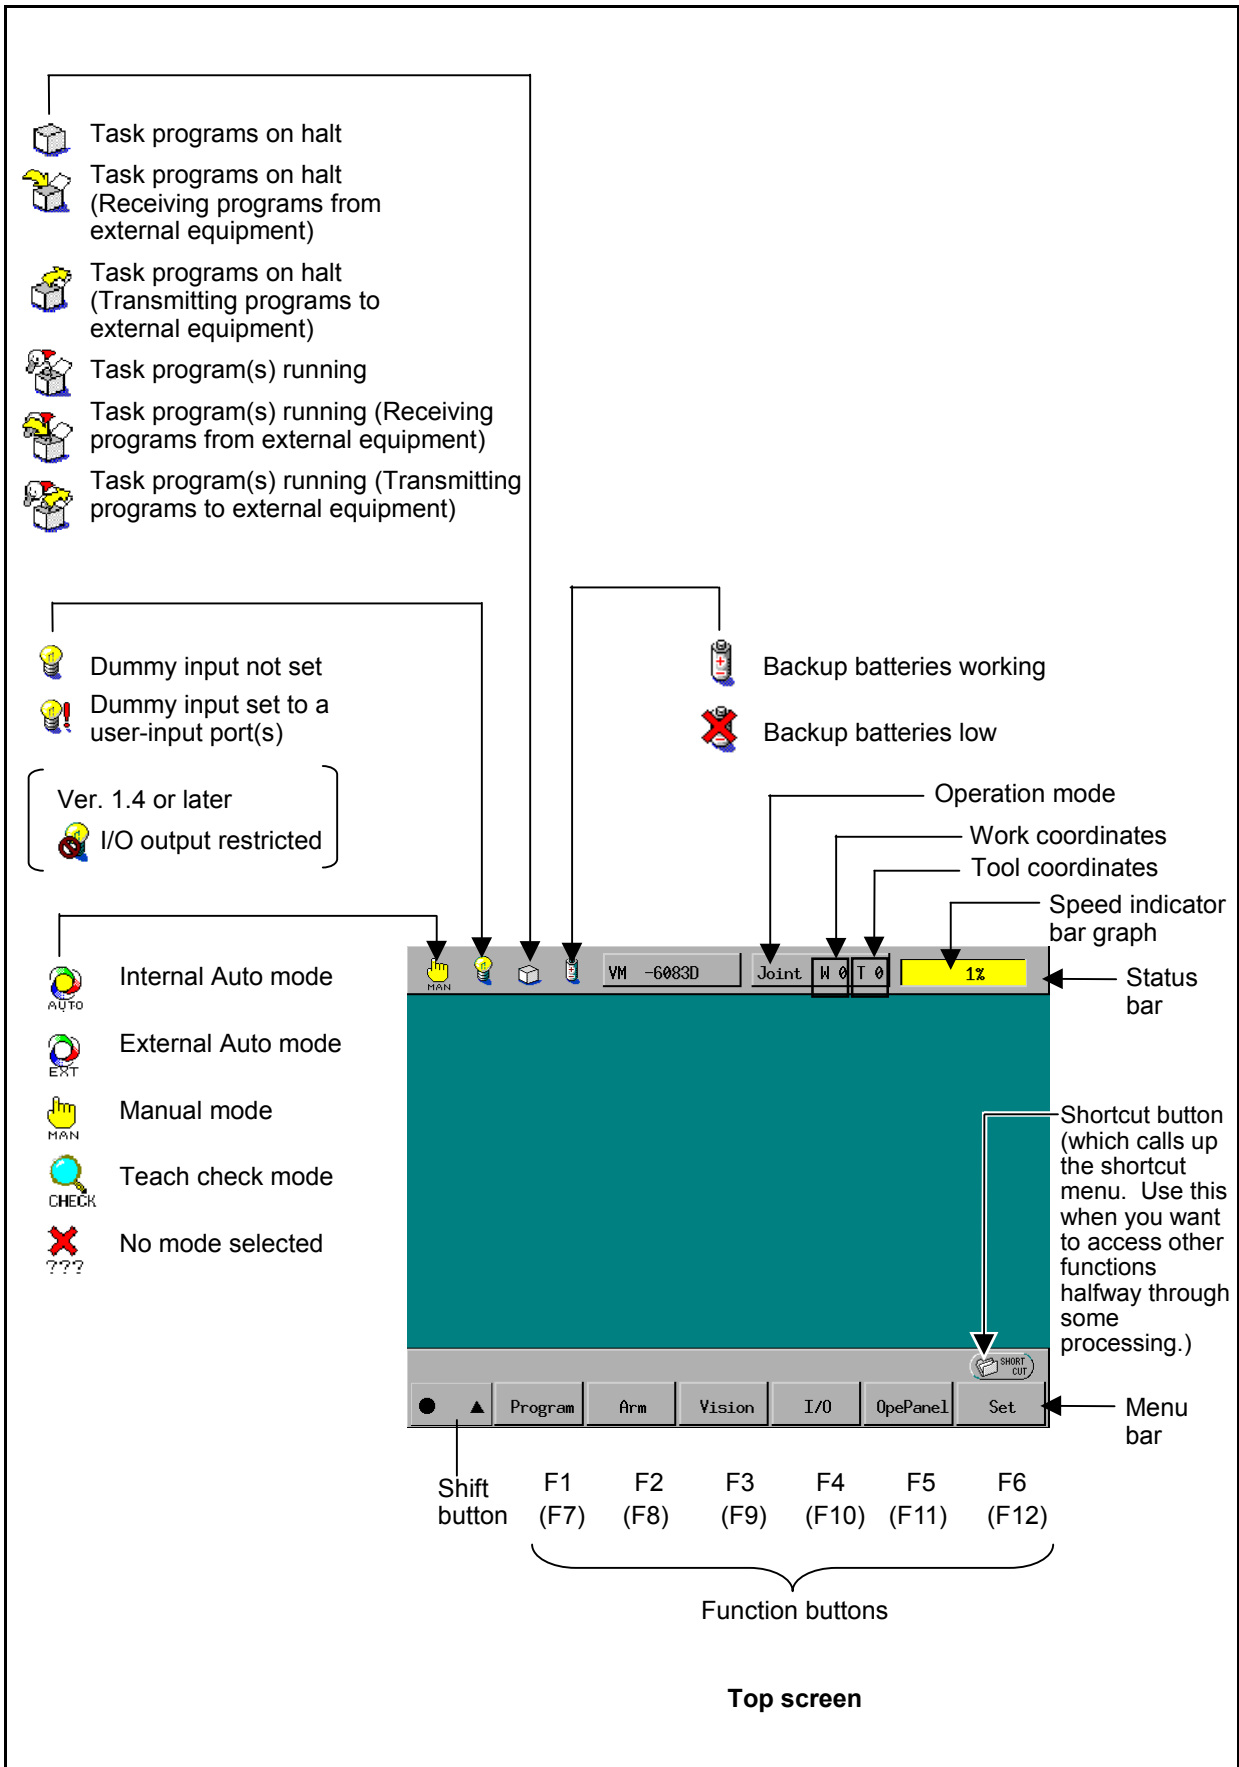 Task programs on halt
Task programs on halt
(Receiving programs from
external equipment)
Task programs on halt
(Transmitting programs to
external equipment)
Task program(s) running
Task program(s) running (Receiving
programs from external equipment)
Task program(s) running (Transmitting
programs to external equipment)
Dummy input not set
Dummy input set to a
user-input port(s)
Ver. 1.4 or later
I/O output restricted
Backup batteries working
Backup batteries low
Operation mode
Work coordinates
Tool coordinates
Speed indicator
bar graph
Status
bar
AUTO
Internal Auto mode
EXT
External Auto mode
MAN
Manual mode
CHECK
Teach check mode
???
No mode selected
MAN
VM -6083D
Joint W 0 T 0
1%
Shortcut button
(which calls up
the shortcut
menu. Use this
when you want
to access other
functions
halfway through
some
processing.)
SHORT
CUT
Program Arm Vision I/O OpePanel Set
Menu
bar
Shift
button
F1 F2 F3 F4 F5 F6
(F7) (F8) (F9) (F10) (F11) (F12)
Function buttons
Top screen